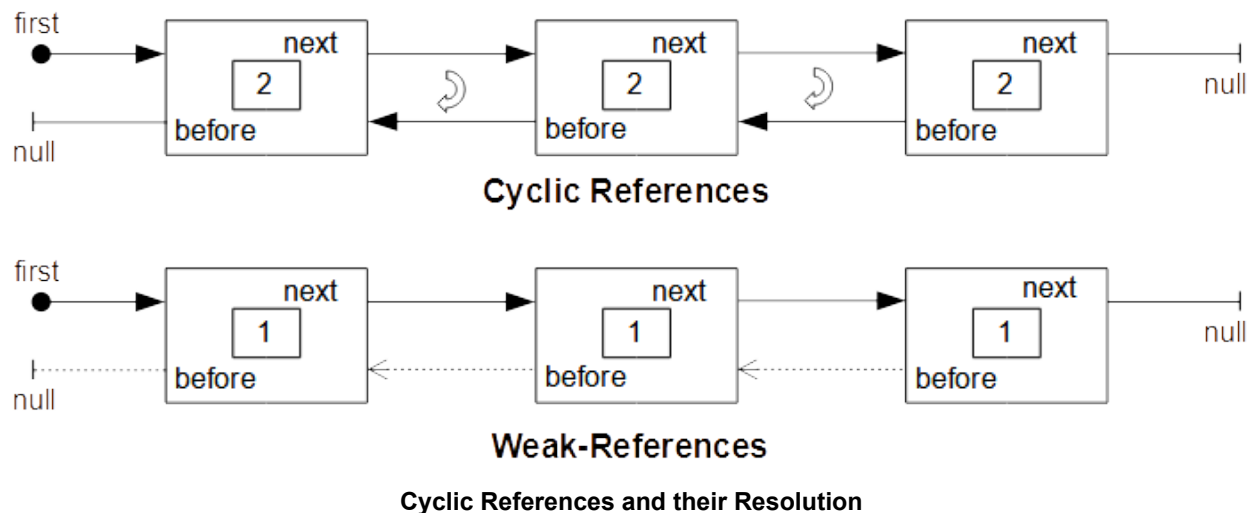 first
next
next
next
2
2
2
null
before
before
before
null
Cyclic References
first
next
next
next
1
1
1
null
before
before
before
null
Weak-References
Cyclic References and their Resolution